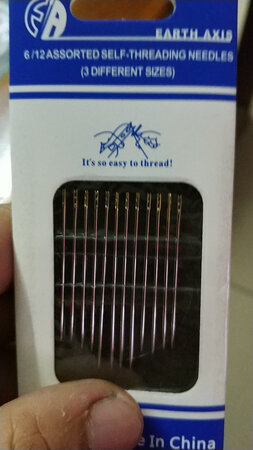 EARTH AXIS
6/12 ASSORTED SELF-THREADING NEEDLES
(3 DIFFERENT SIZES)
It's so easy to thread!
e In China